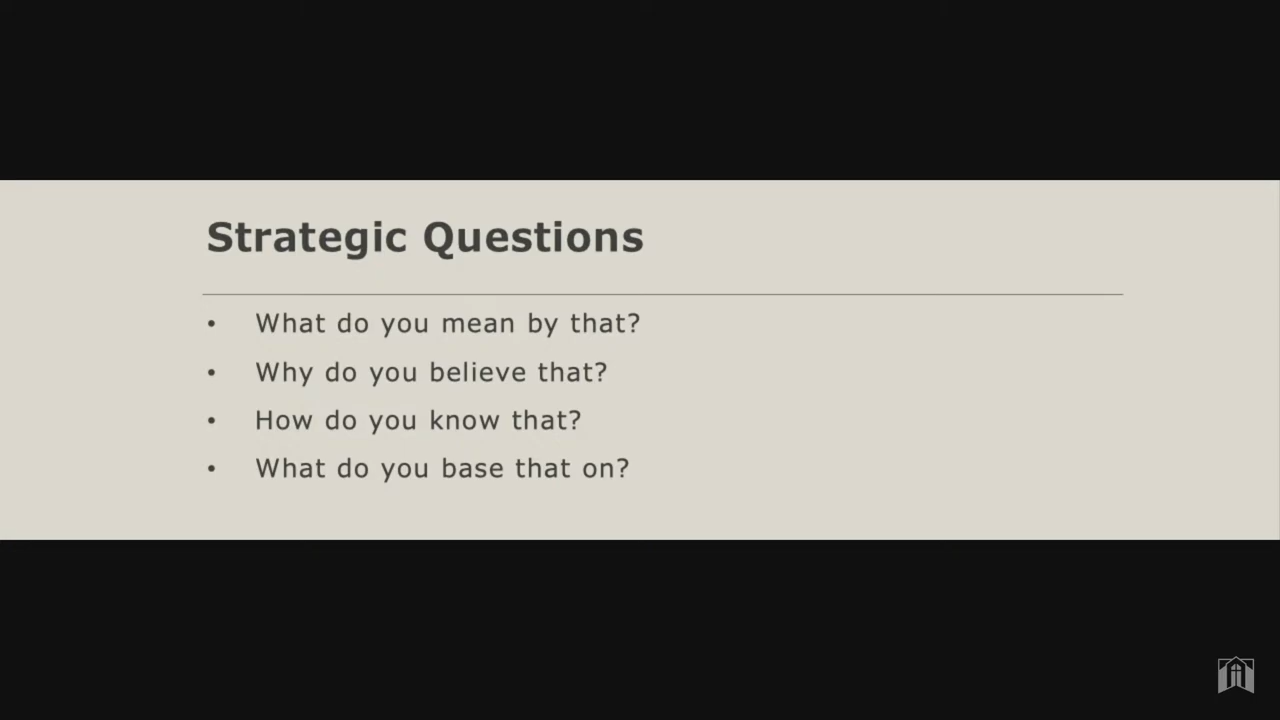 Strategic Questions
• What do you mean by that?
• Why do you believe that?
• How do you know that?
• What do you base that on?